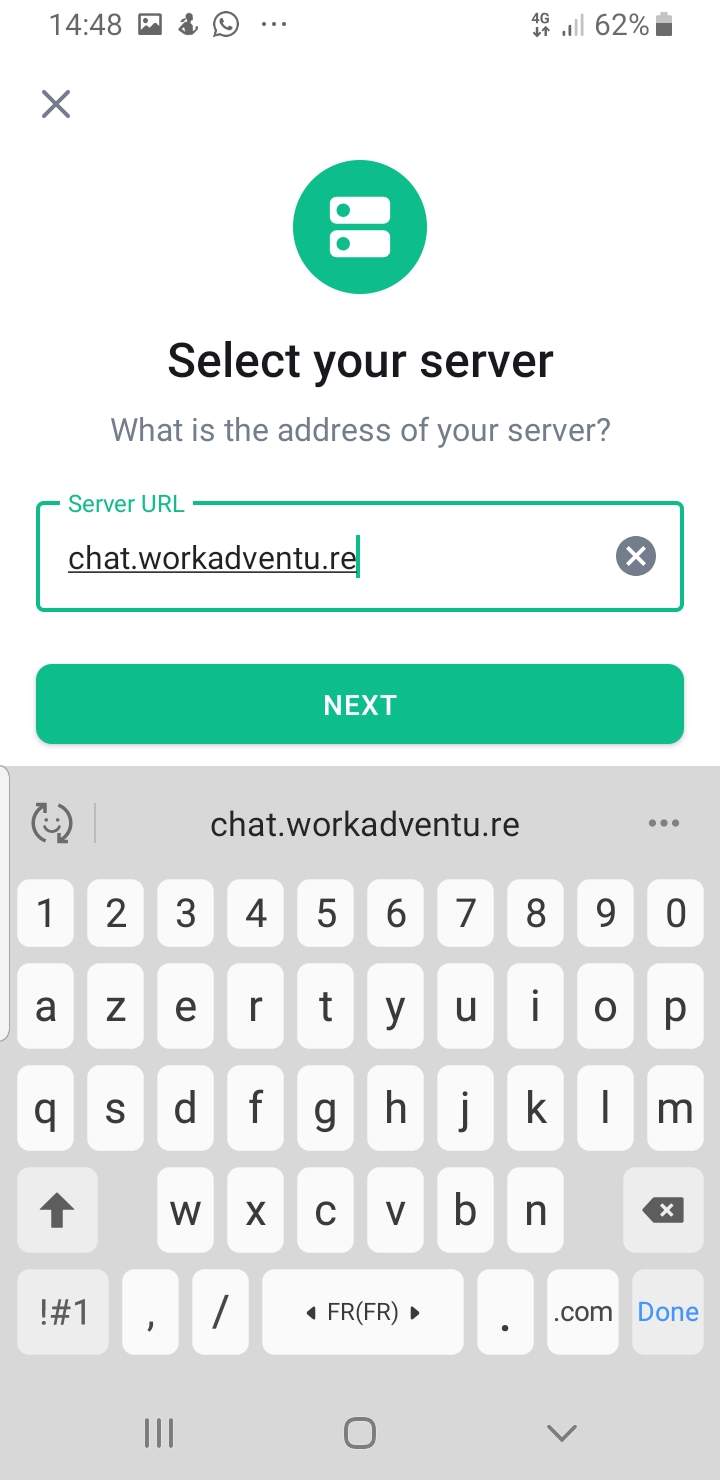 14:48 4G 62%
Select your server
What is the address of your server?
Server URL
chat.workadventu.re
NEXT
chat.workadventu.re
1 2 3 4 5 6 7 8 9 0
a z e r t y u i o p
q s d f g h j k l m
w x c v b n
!#1 , / FR(FR) . .com Done